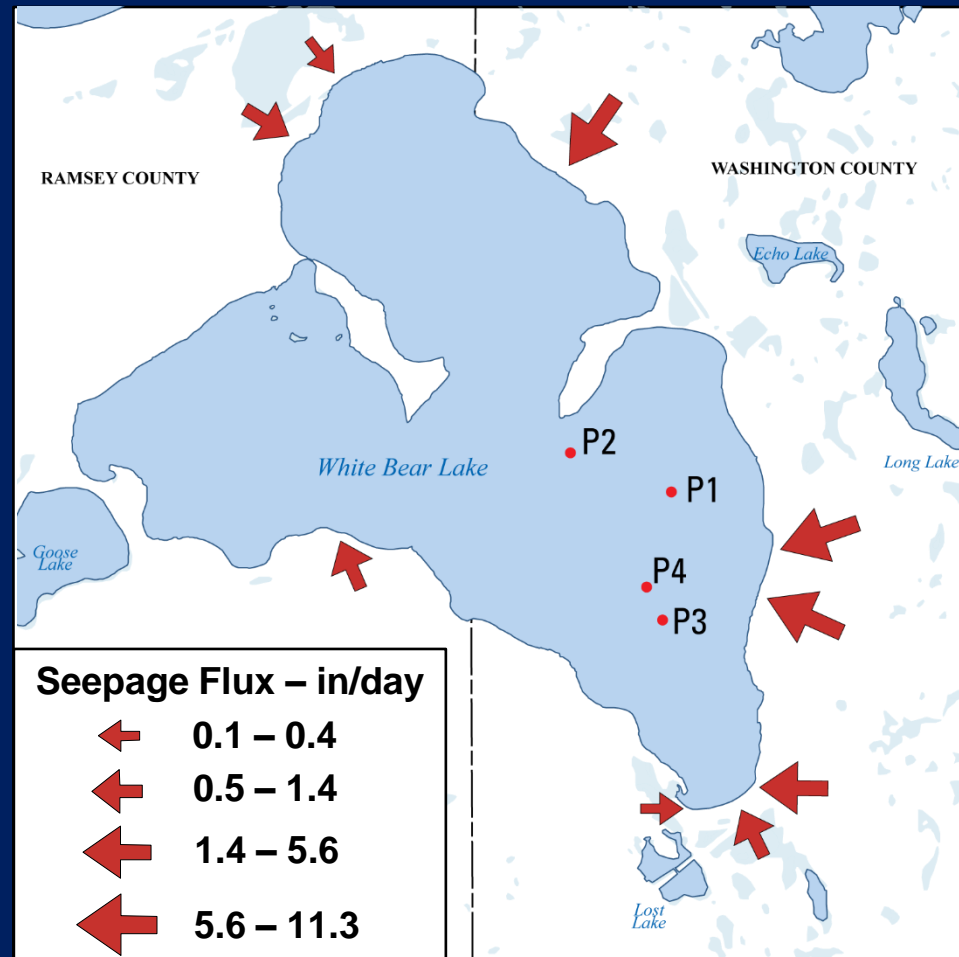 RAMSEY COUNTY
WASHINGTON COUNTY
Echo Lake
P2
White Bear Lake
Long Lake
P1
Goose
Lake
P4
P3
Seepage Flux – in/day
0.1 – 0.4
0.5 – 1.4
1.4 – 5.6
5.6 – 11.3
Lost
Lake